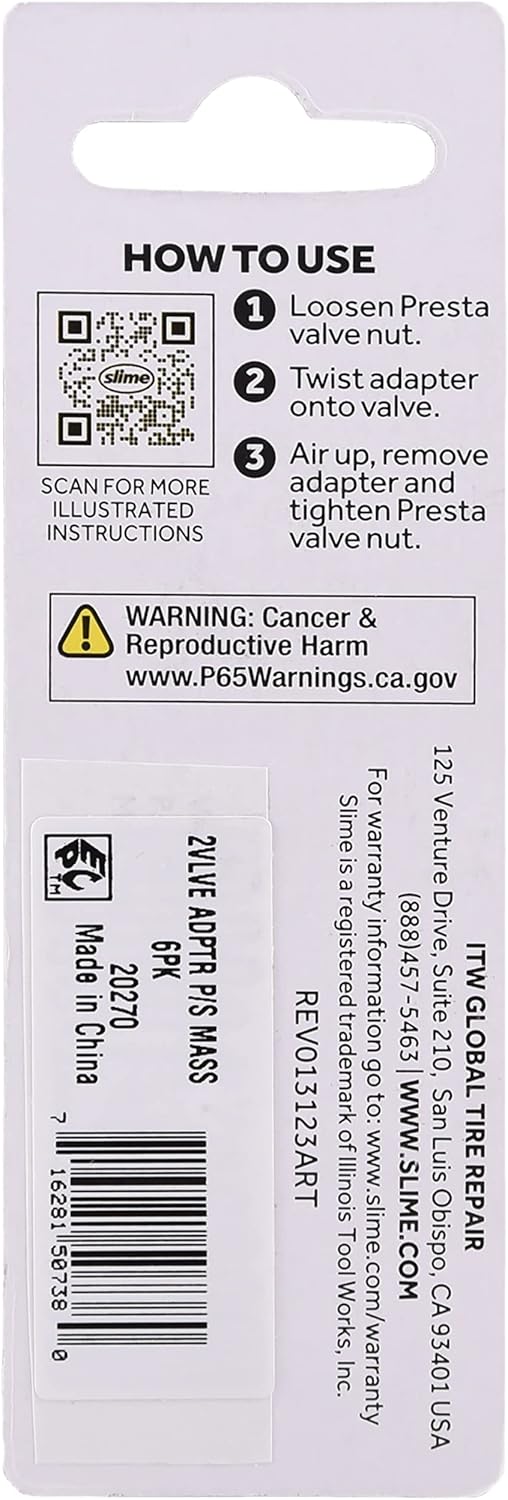 HOW TO USE
slime
SCAN FOR MORE
ILLUSTRATED
INSTRUCTIONS
1 Loosen Presta
valve nut.
2 Twist adapter
onto valve.
3 Air up, remove
adapter and
tighten Presta
valve nut.
WARNING: Cancer &
Reproductive Harm
www.P65Warnings.ca.gov
ITW GLOBAL TIRE REPAIR
125 Venture Drive, Suite 210, San Luis Obispo, CA 93401 USA
(888)457-5463 | WWW.SLIME.COM
For warranty information go to: www.slime.com/warranty
Slime is a registered trademark of Illinois Tool Works, Inc.
REV013123ART
2VLVE ADPTR P/S MASS
6PK
20270
Made in China
ECP™
7 16281 50738 0